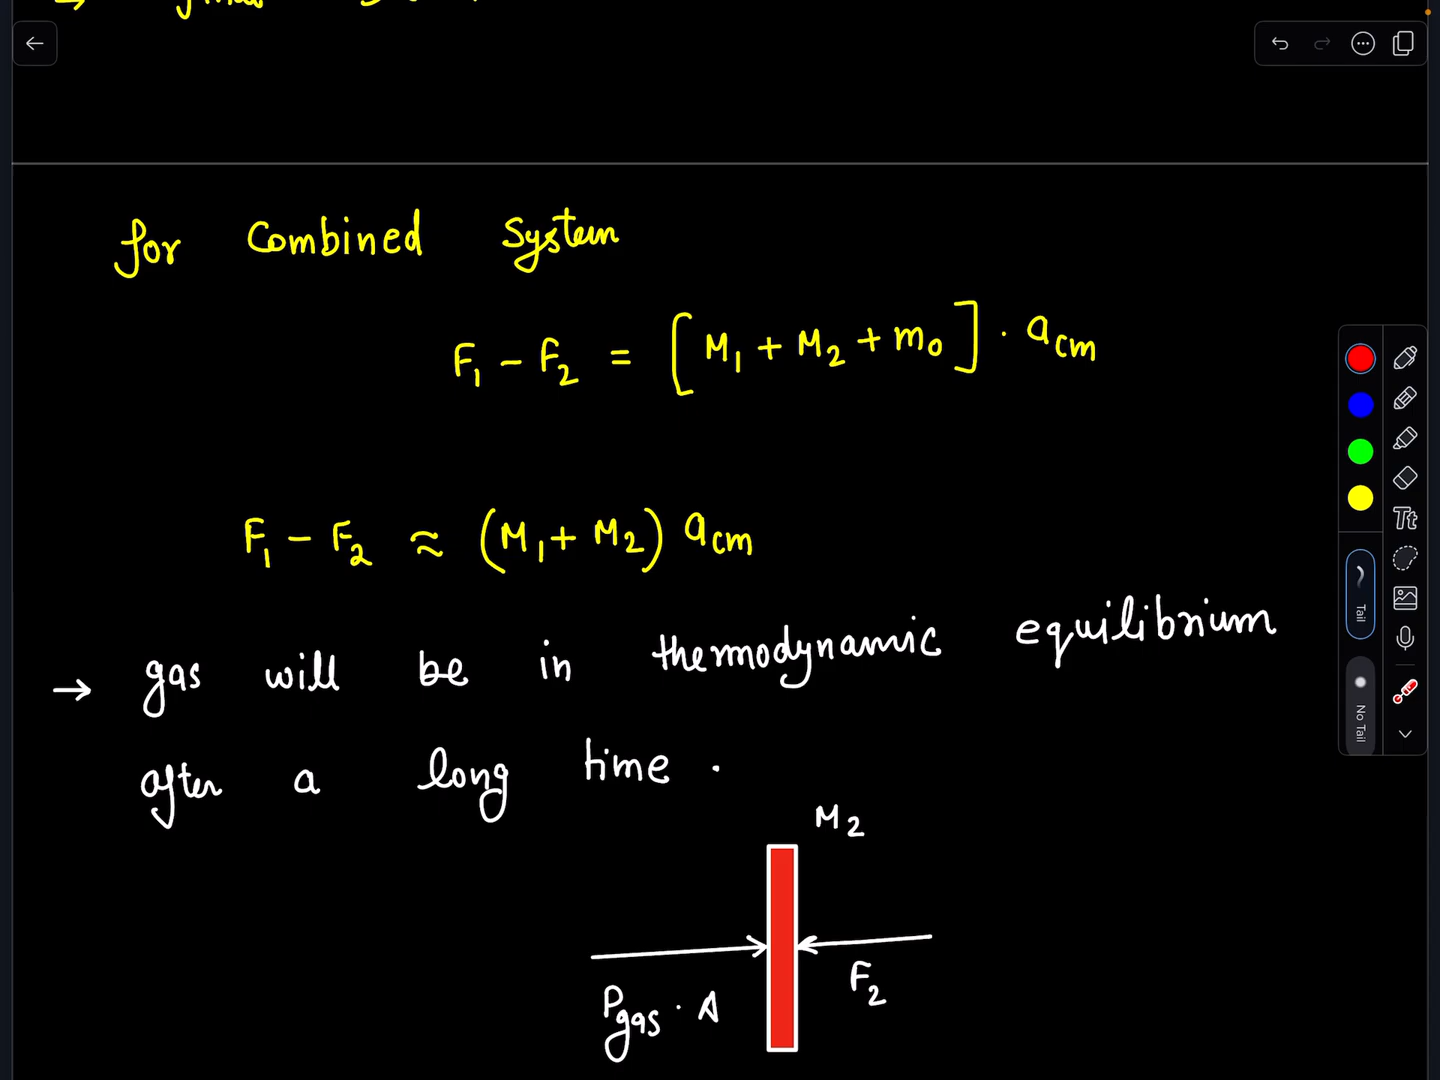 for Combined System
F₁ - F₂ = [M₁ + M₂ + m₀] · a_cm
F₁ - F₂ ≈ (M₁ + M₂) a_cm
→ gas will be in thermodynamic equilibrium
after a long time .
M₂
P_gas · A
F₂
Tt
Tail
No Tail